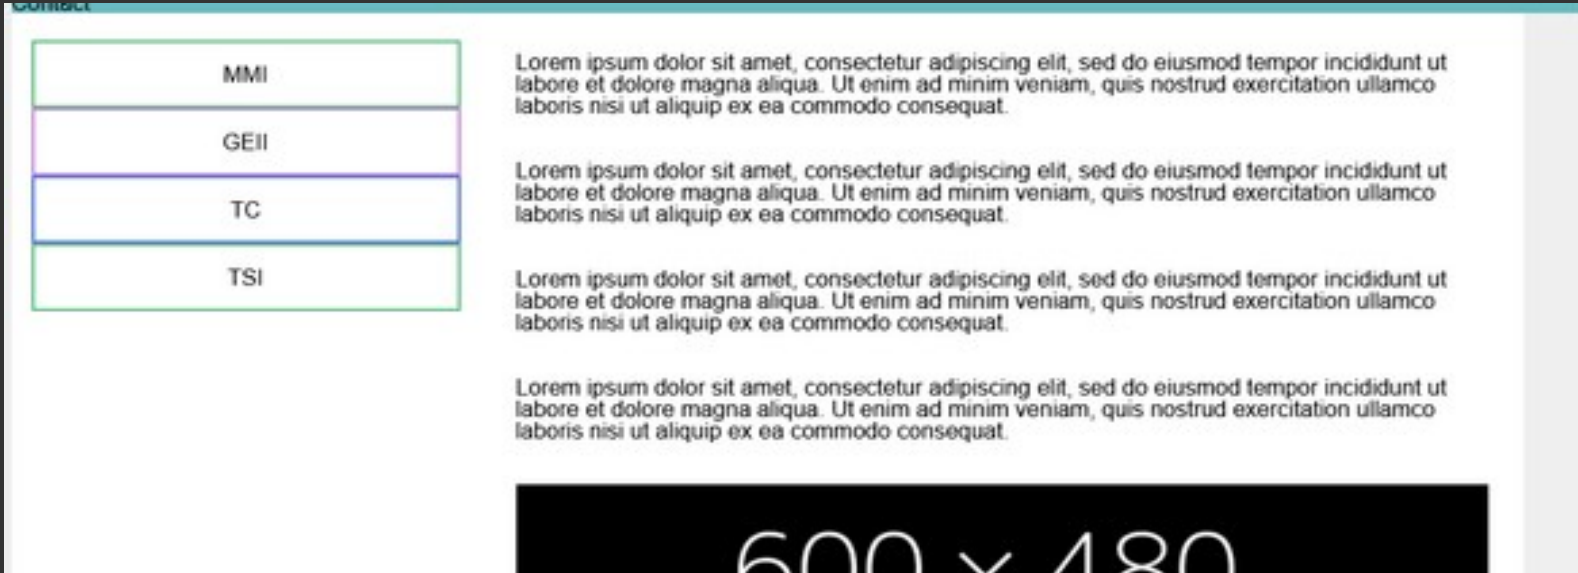 Contact
MMI
GEII
TC
TSI
Lorem ipsum dolor sit amet, consectetur adipiscing elit, sed do eiusmod tempor incididunt ut
labore et dolore magna aliqua. Ut enim ad minim veniam, quis nostrud exercitation ullamco
laboris nisi ut aliquip ex ea commodo consequat.
Lorem ipsum dolor sit amet, consectetur adipiscing elit, sed do eiusmod tempor incididunt ut
labore et dolore magna aliqua. Ut enim ad minim veniam, quis nostrud exercitation ullamco
laboris nisi ut aliquip ex ea commodo consequat.
Lorem ipsum dolor sit amet, consectetur adipiscing elit, sed do eiusmod tempor incididunt ut
labore et dolore magna aliqua. Ut enim ad minim veniam, quis nostrud exercitation ullamco
laboris nisi ut aliquip ex ea commodo consequat.
Lorem ipsum dolor sit amet, consectetur adipiscing elit, sed do eiusmod tempor incididunt ut
labore et dolore magna aliqua. Ut enim ad minim veniam, quis nostrud exercitation ullamco
laboris nisi ut aliquip ex ea commodo consequat.
600 × 480